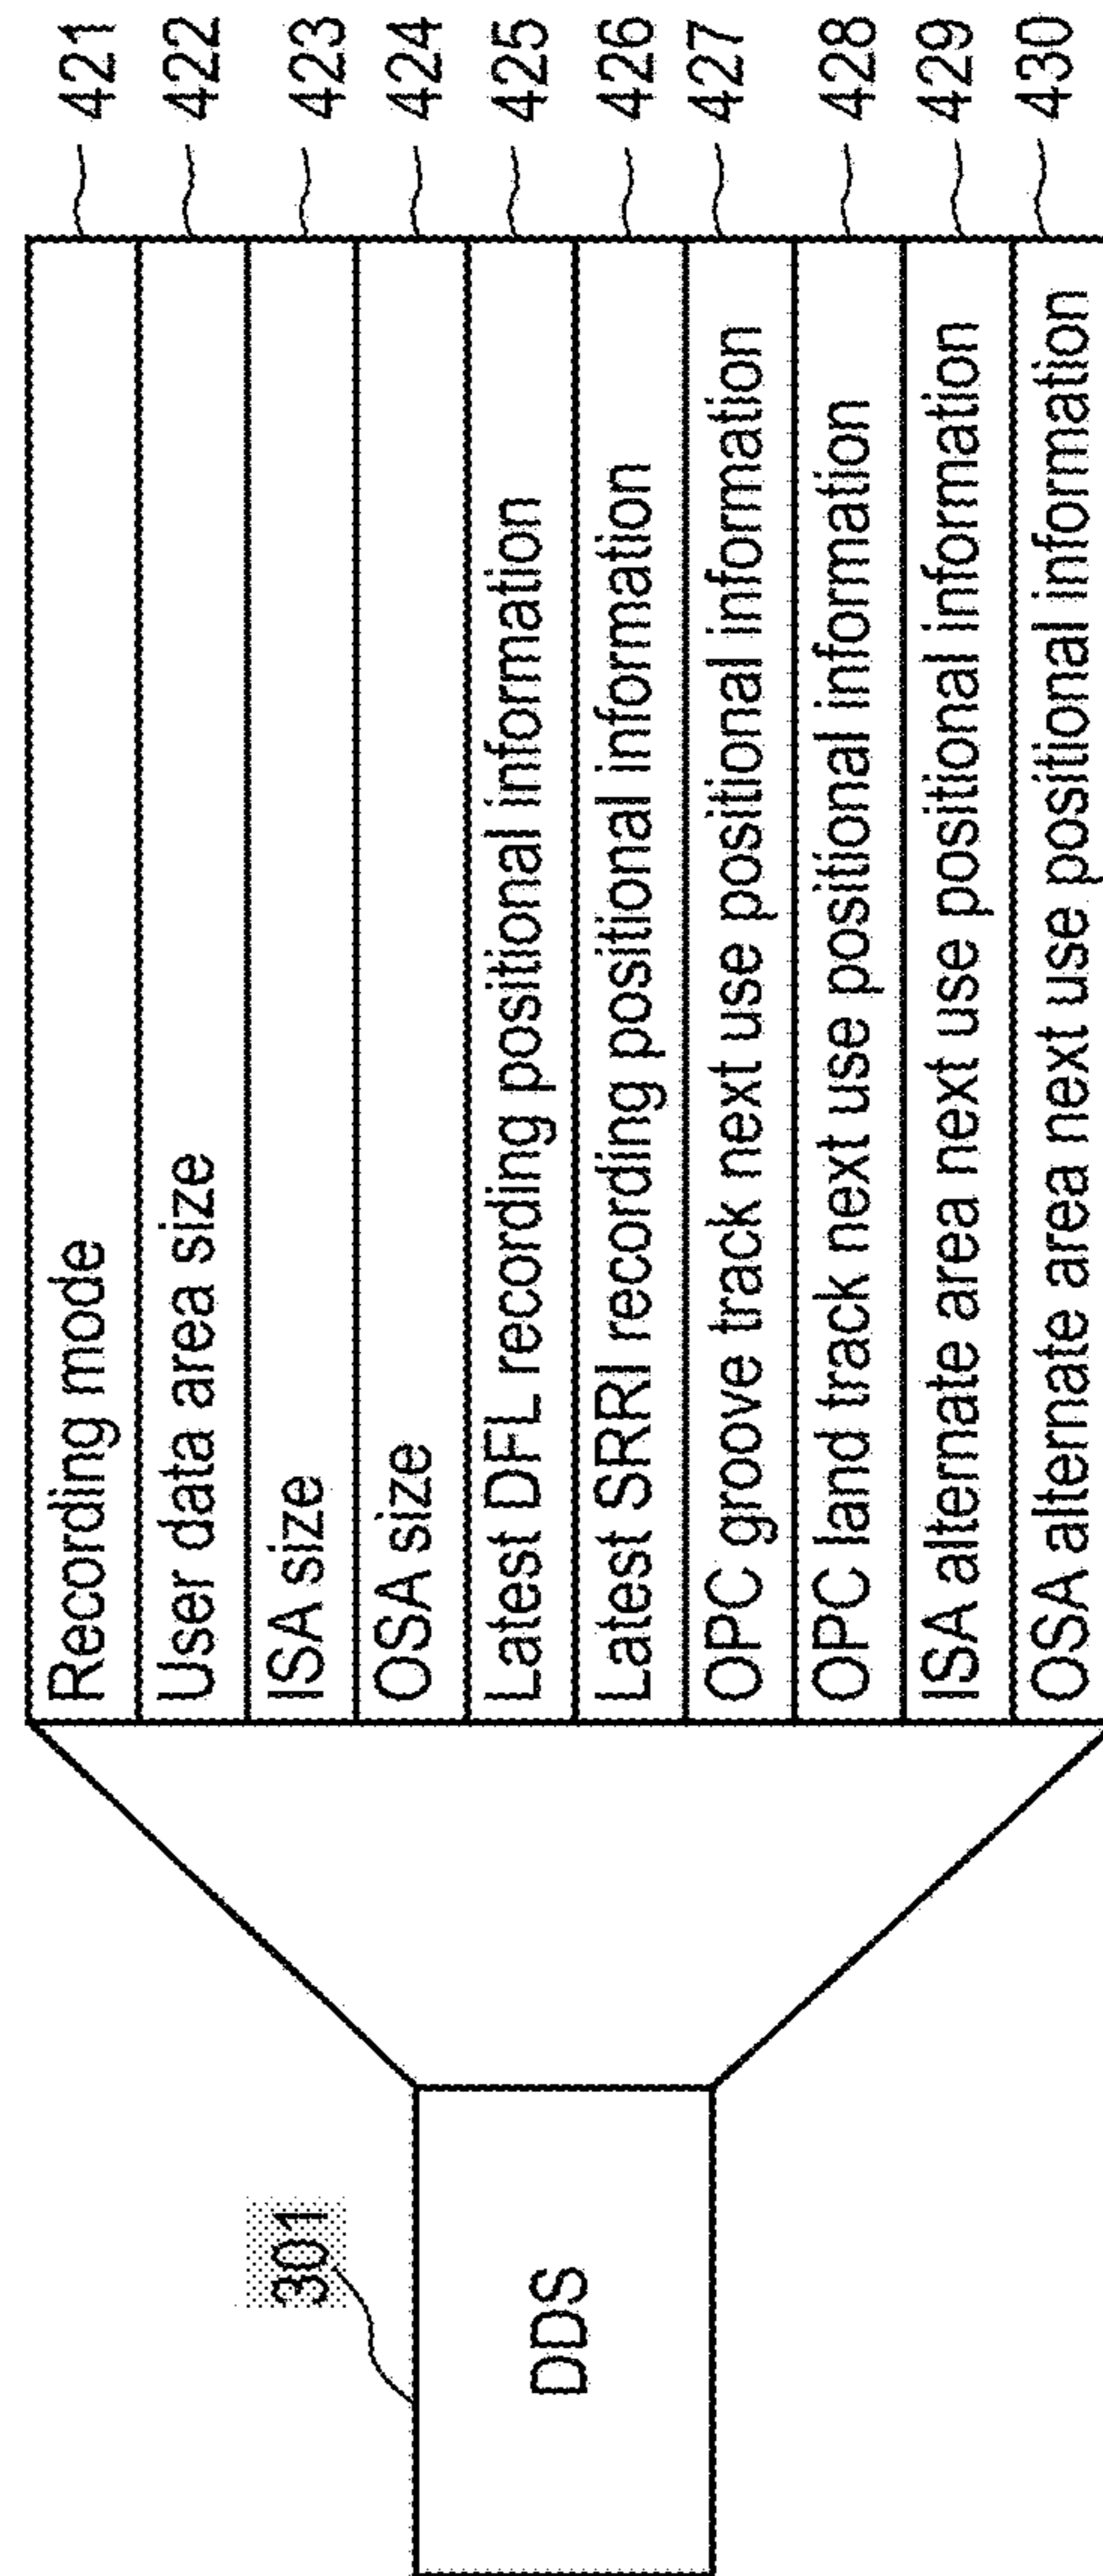 301
DDS
Recording mode 421
User data area size 422
ISA size 423
OSA size 424
Latest DFL recording positional information 425
Latest SRRI recording positional information 426
OPC groove track next use positional information 427
OPC land track next use positional information 428
ISA alternate area next use positional information 429
OSA alternate area next use positional information 430